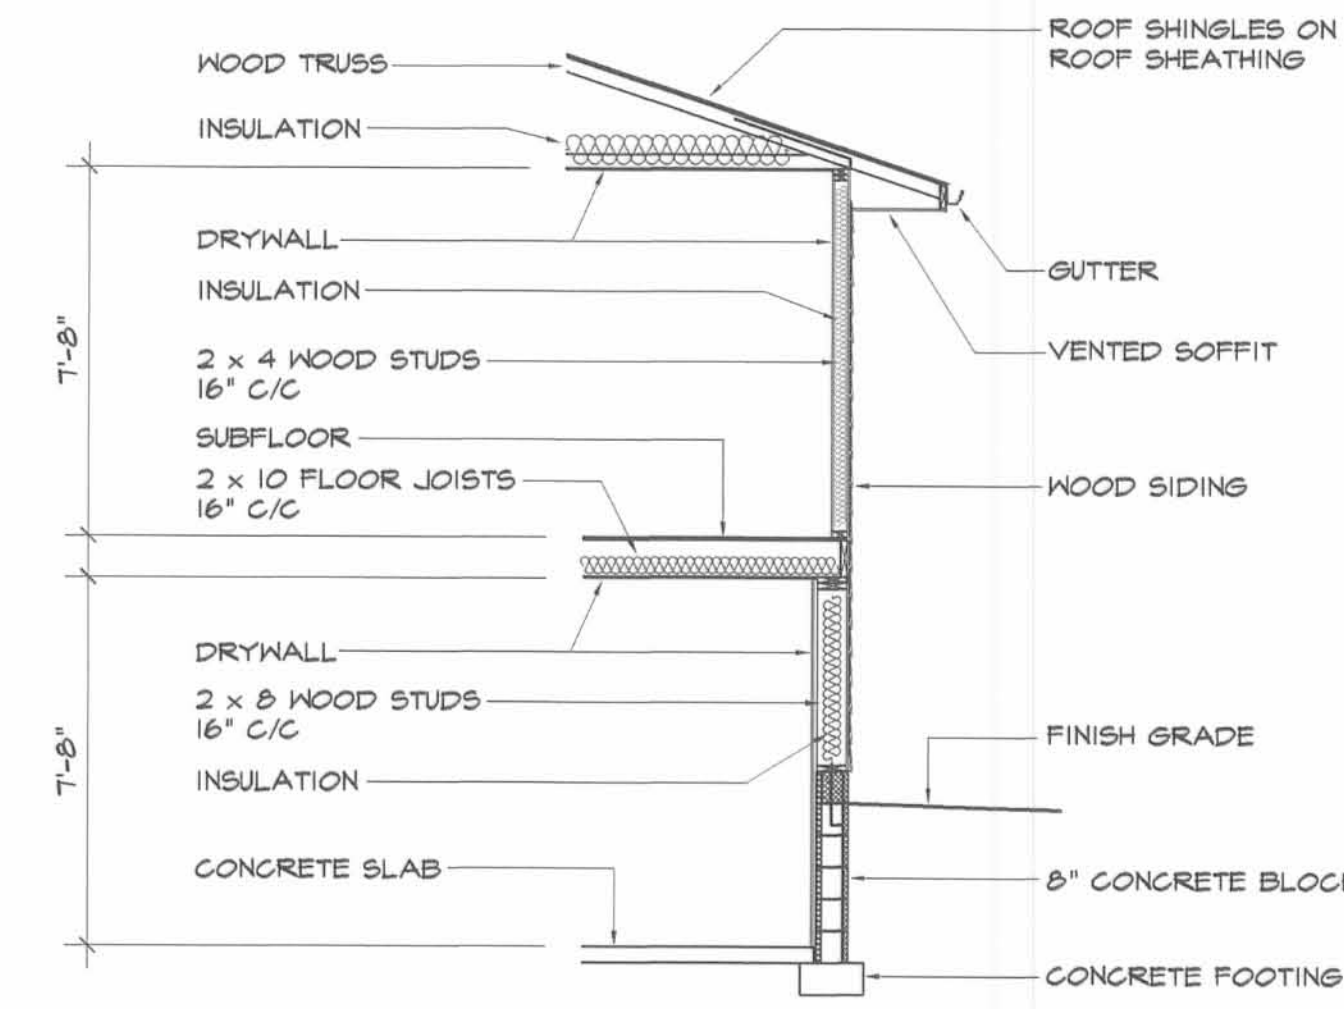 WOOD TRUSS
INSULATION
DRYWALL
INSULATION
2 x 4 WOOD STUDS
16" C/C
SUBFLOOR
2 x 10 FLOOR JOISTS
16" C/C
DRYWALL
2 x 8 WOOD STUDS
16" C/C
INSULATION
CONCRETE SLAB
7'-8"
7'-8"
ROOF SHINGLES ON
ROOF SHEATHING
GUTTER
VENTED SOFFIT
WOOD SIDING
FINISH GRADE
8" CONCRETE BLOC
CONCRETE FOOTING